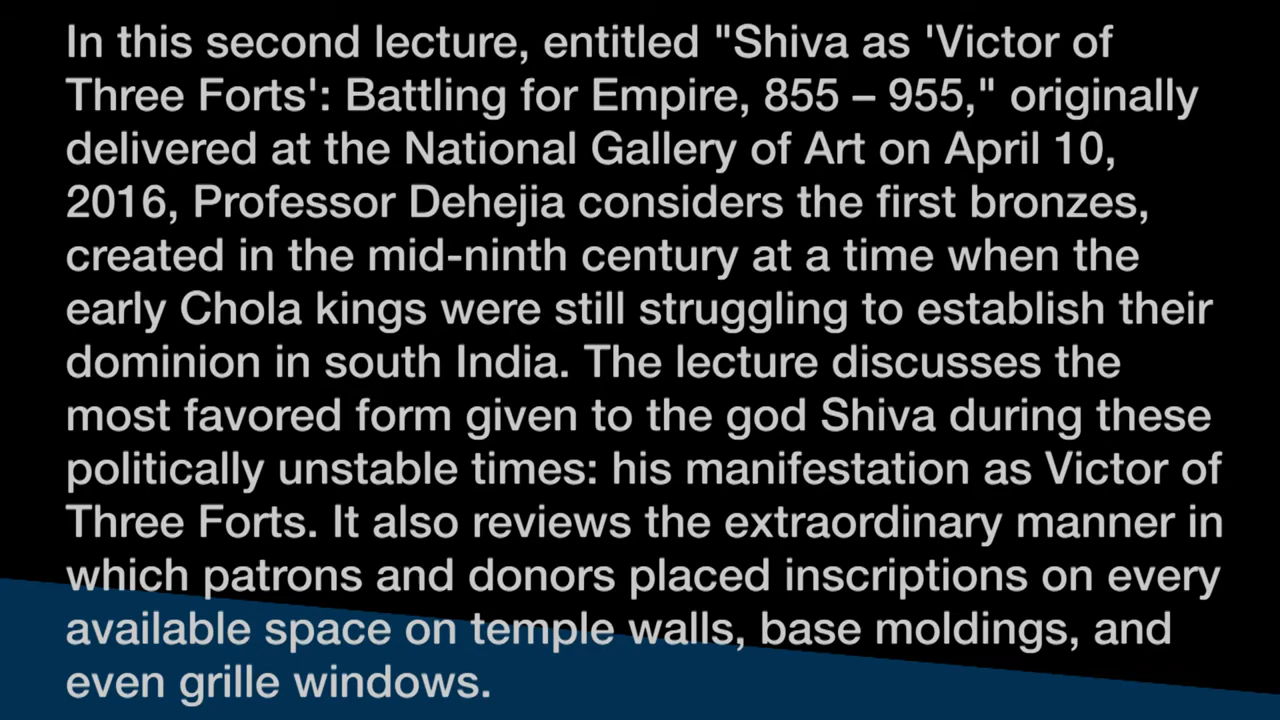 In this second lecture, entitled "Shiva as 'Victor of
Three Forts': Battling for Empire, 855 – 955," originally
delivered at the National Gallery of Art on April 10,
2016, Professor Dehejia considers the first bronzes,
created in the mid-ninth century at a time when the
early Chola kings were still struggling to establish their
dominion in south India. The lecture discusses the
most favored form given to the god Shiva during these
politically unstable times: his manifestation as Victor of
Three Forts. It also reviews the extraordinary manner in
which patrons and donors placed inscriptions on every
available space on temple walls, base moldings, and
even grille windows.